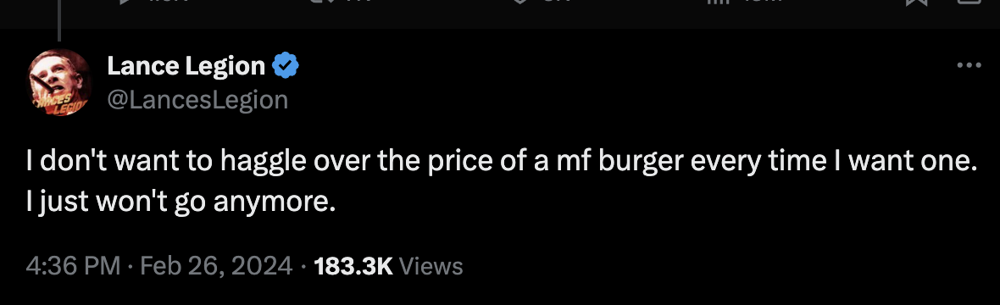 Lance Legion
@LancesLegion
I don't want to haggle over the price of a mf burger every time I want one.
I just won't go anymore.
4:36 PM · Feb 26, 2024 · 183.3K Views